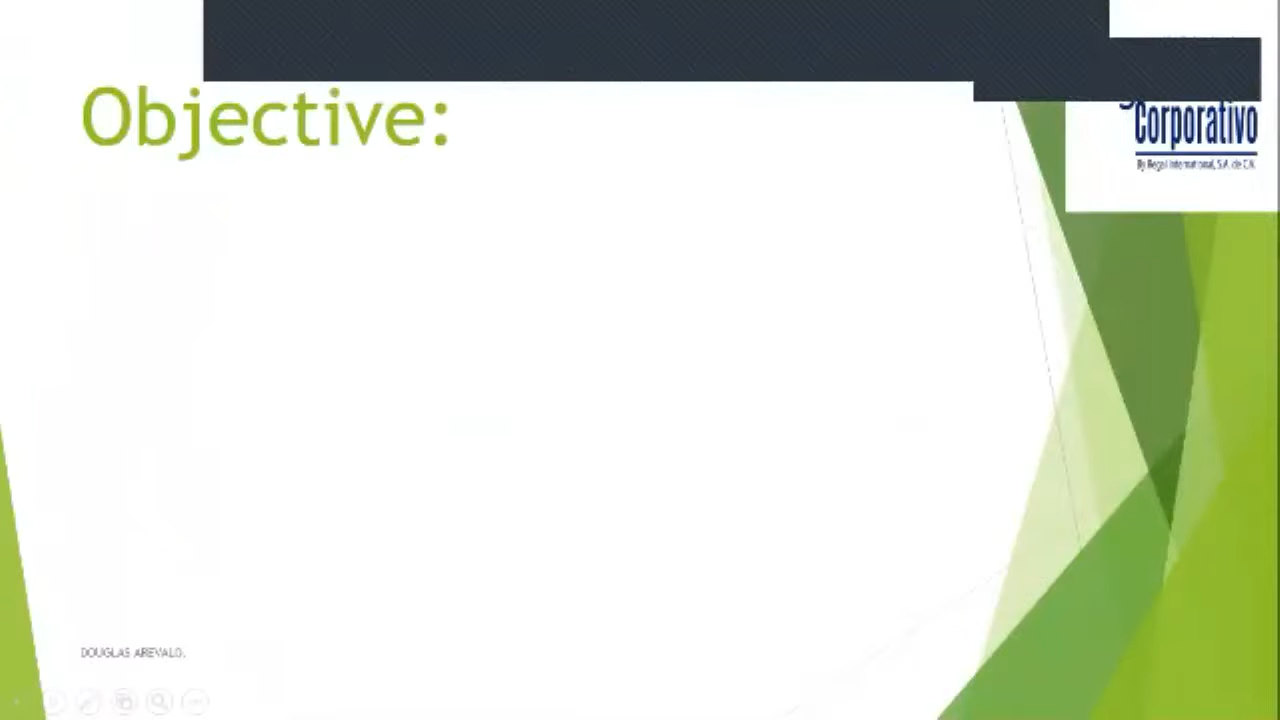 Objective:
Corporativo
By Regal International, S.A. de C.V.
DOUGLAS AREVALO.